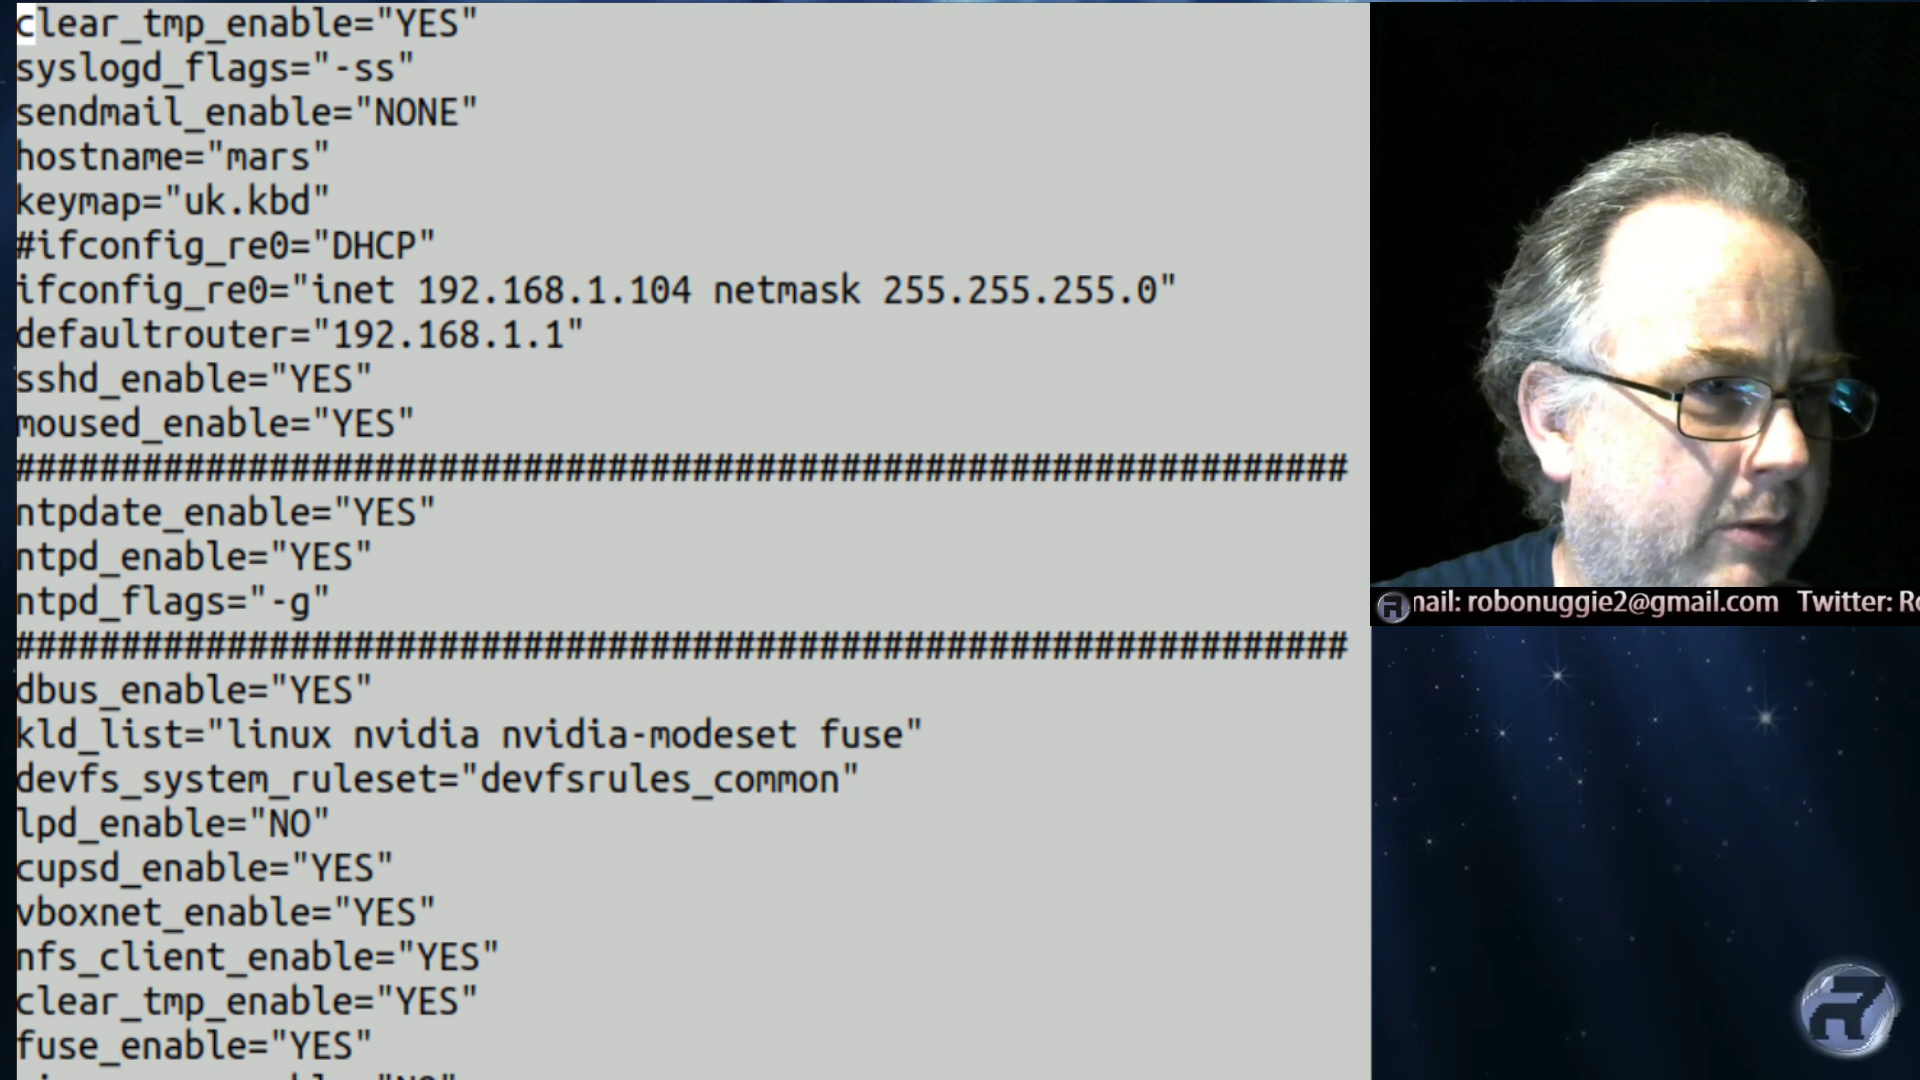 clear_tmp_enable="YES"
syslogd_flags="-ss"
sendmail_enable="NONE"
hostname="mars"
keymap="uk.kbd"
#ifconfig_re0="DHCP"
ifconfig_re0="inet 192.168.1.104 netmask 255.255.255.0"
defaultrouter="192.168.1.1"
sshd_enable="YES"
moused_enable="YES"
###############################################################
ntpdate_enable="YES"
ntpd_enable="YES"
ntpd_flags="-g"
###############################################################
dbus_enable="YES"
kld_list="linux nvidia nvidia-modeset fuse"
devfs_system_ruleset="devfsrules_common"
lpd_enable="NO"
cupsd_enable="YES"
vboxnet_enable="YES"
nfs_client_enable="YES"
clear_tmp_enable="YES"
fuse_enable="YES"
nail: robonuggie2@gmail.com Twitter: Ro